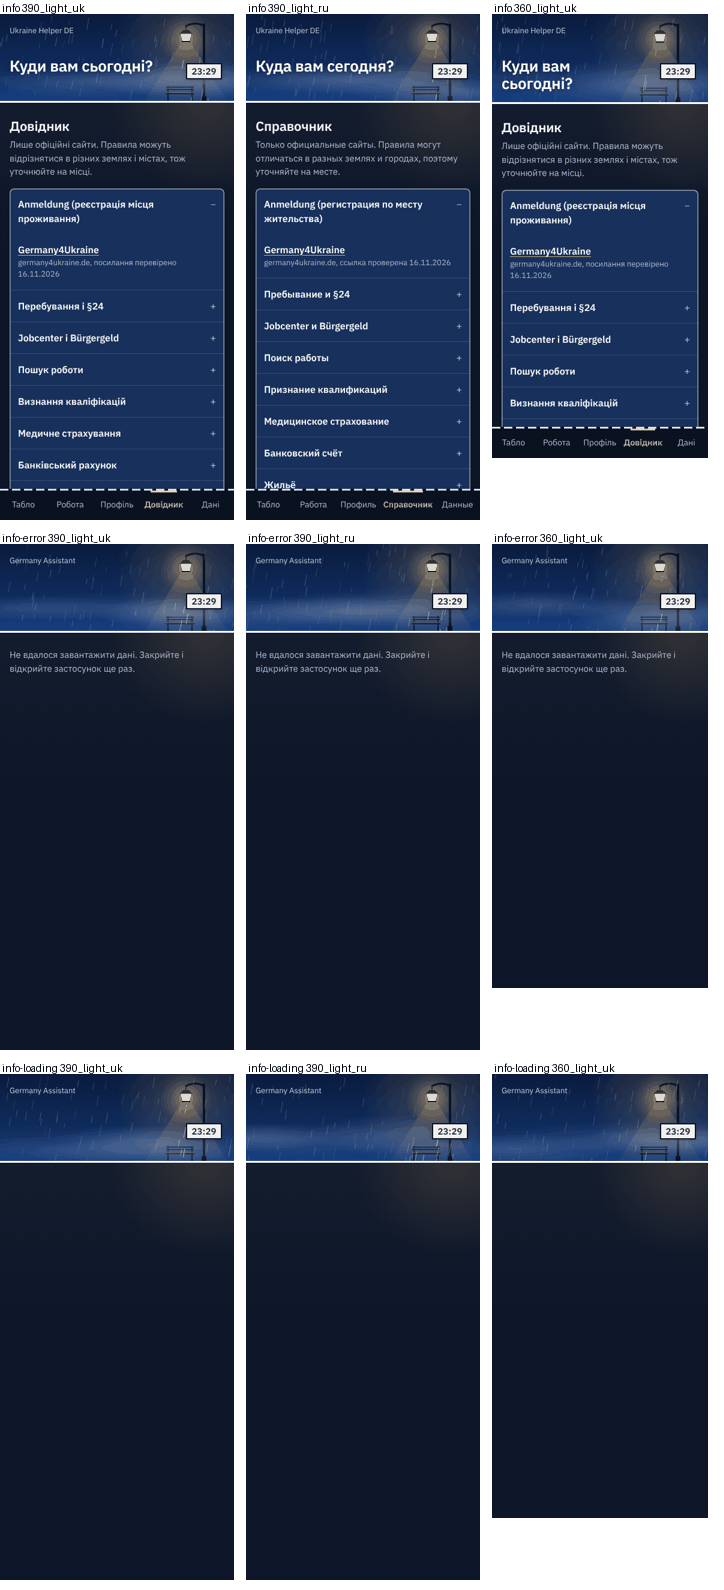 info 390_light_uk
Ukraine Helper DE
Куди вам сьогодні?
23:29
Довідник
Лише офіційні сайти. Правила можуть
відрізнятися в різних землях і містах, тож
уточнюйте на місці.
Anmeldung (реєстрація місця
проживання)
–
Germany4Ukraine
germany4ukraine.de, посилання перевірено
16.11.2026
Перебування і §24 +
Jobcenter і Bürgergeld +
Пошук роботи +
Визнання кваліфікацій +
Медичне страхування +
Банківський рахунок +
Табло Робота Профіль Довідник Дані
info 390_light_ru
Ukraine Helper DE
Куда вам сегодня?
23:29
Справочник
Только официальные сайты. Правила могут
отличаться в разных землях и городах, поэтому
уточняйте на месте.
Anmeldung (регистрация по месту
жительства)
–
Germany4Ukraine
germany4ukraine.de, ссылка проверена 16.11.2026
Пребывание и §24 +
Jobcenter и Bürgergeld +
Поиск работы +
Признание квалификаций +
Медицинское страхование +
Банковский счёт +
Жильё +
Табло Работа Профиль Справочник Данные
info 360_light_uk
Ukraine Helper DE
Куди вам
сьогодні?
23:29
Довідник
Лише офіційні сайти. Правила можуть
відрізнятися в різних землях і містах, тож
уточнюйте на місці.
Anmeldung (реєстрація місця
проживання)
–
Germany4Ukraine
germany4ukraine.de, посилання перевірено
16.11.2026
Перебування і §24 +
Jobcenter і Bürgergeld +
Пошук роботи +
Визнання кваліфікацій +
Табло Робота Профіль Довідник Дані
info-error 390_light_uk
Germany Assistant
23:29
Не вдалося завантажити дані. Закрийте і
відкрийте застосунок ще раз.
info-error 390_light_ru
Germany Assistant
23:29
Не вдалося завантажити дані. Закрийте і
відкрийте застосунок ще раз.
info-error 360_light_uk
Germany Assistant
23:29
Не вдалося завантажити дані. Закрийте і
відкрийте застосунок ще раз.
info-loading 390_light_uk
Germany Assistant
23:29
info-loading 390_light_ru
Germany Assistant
23:29
info-loading 360_light_uk
Germany Assistant
23:29